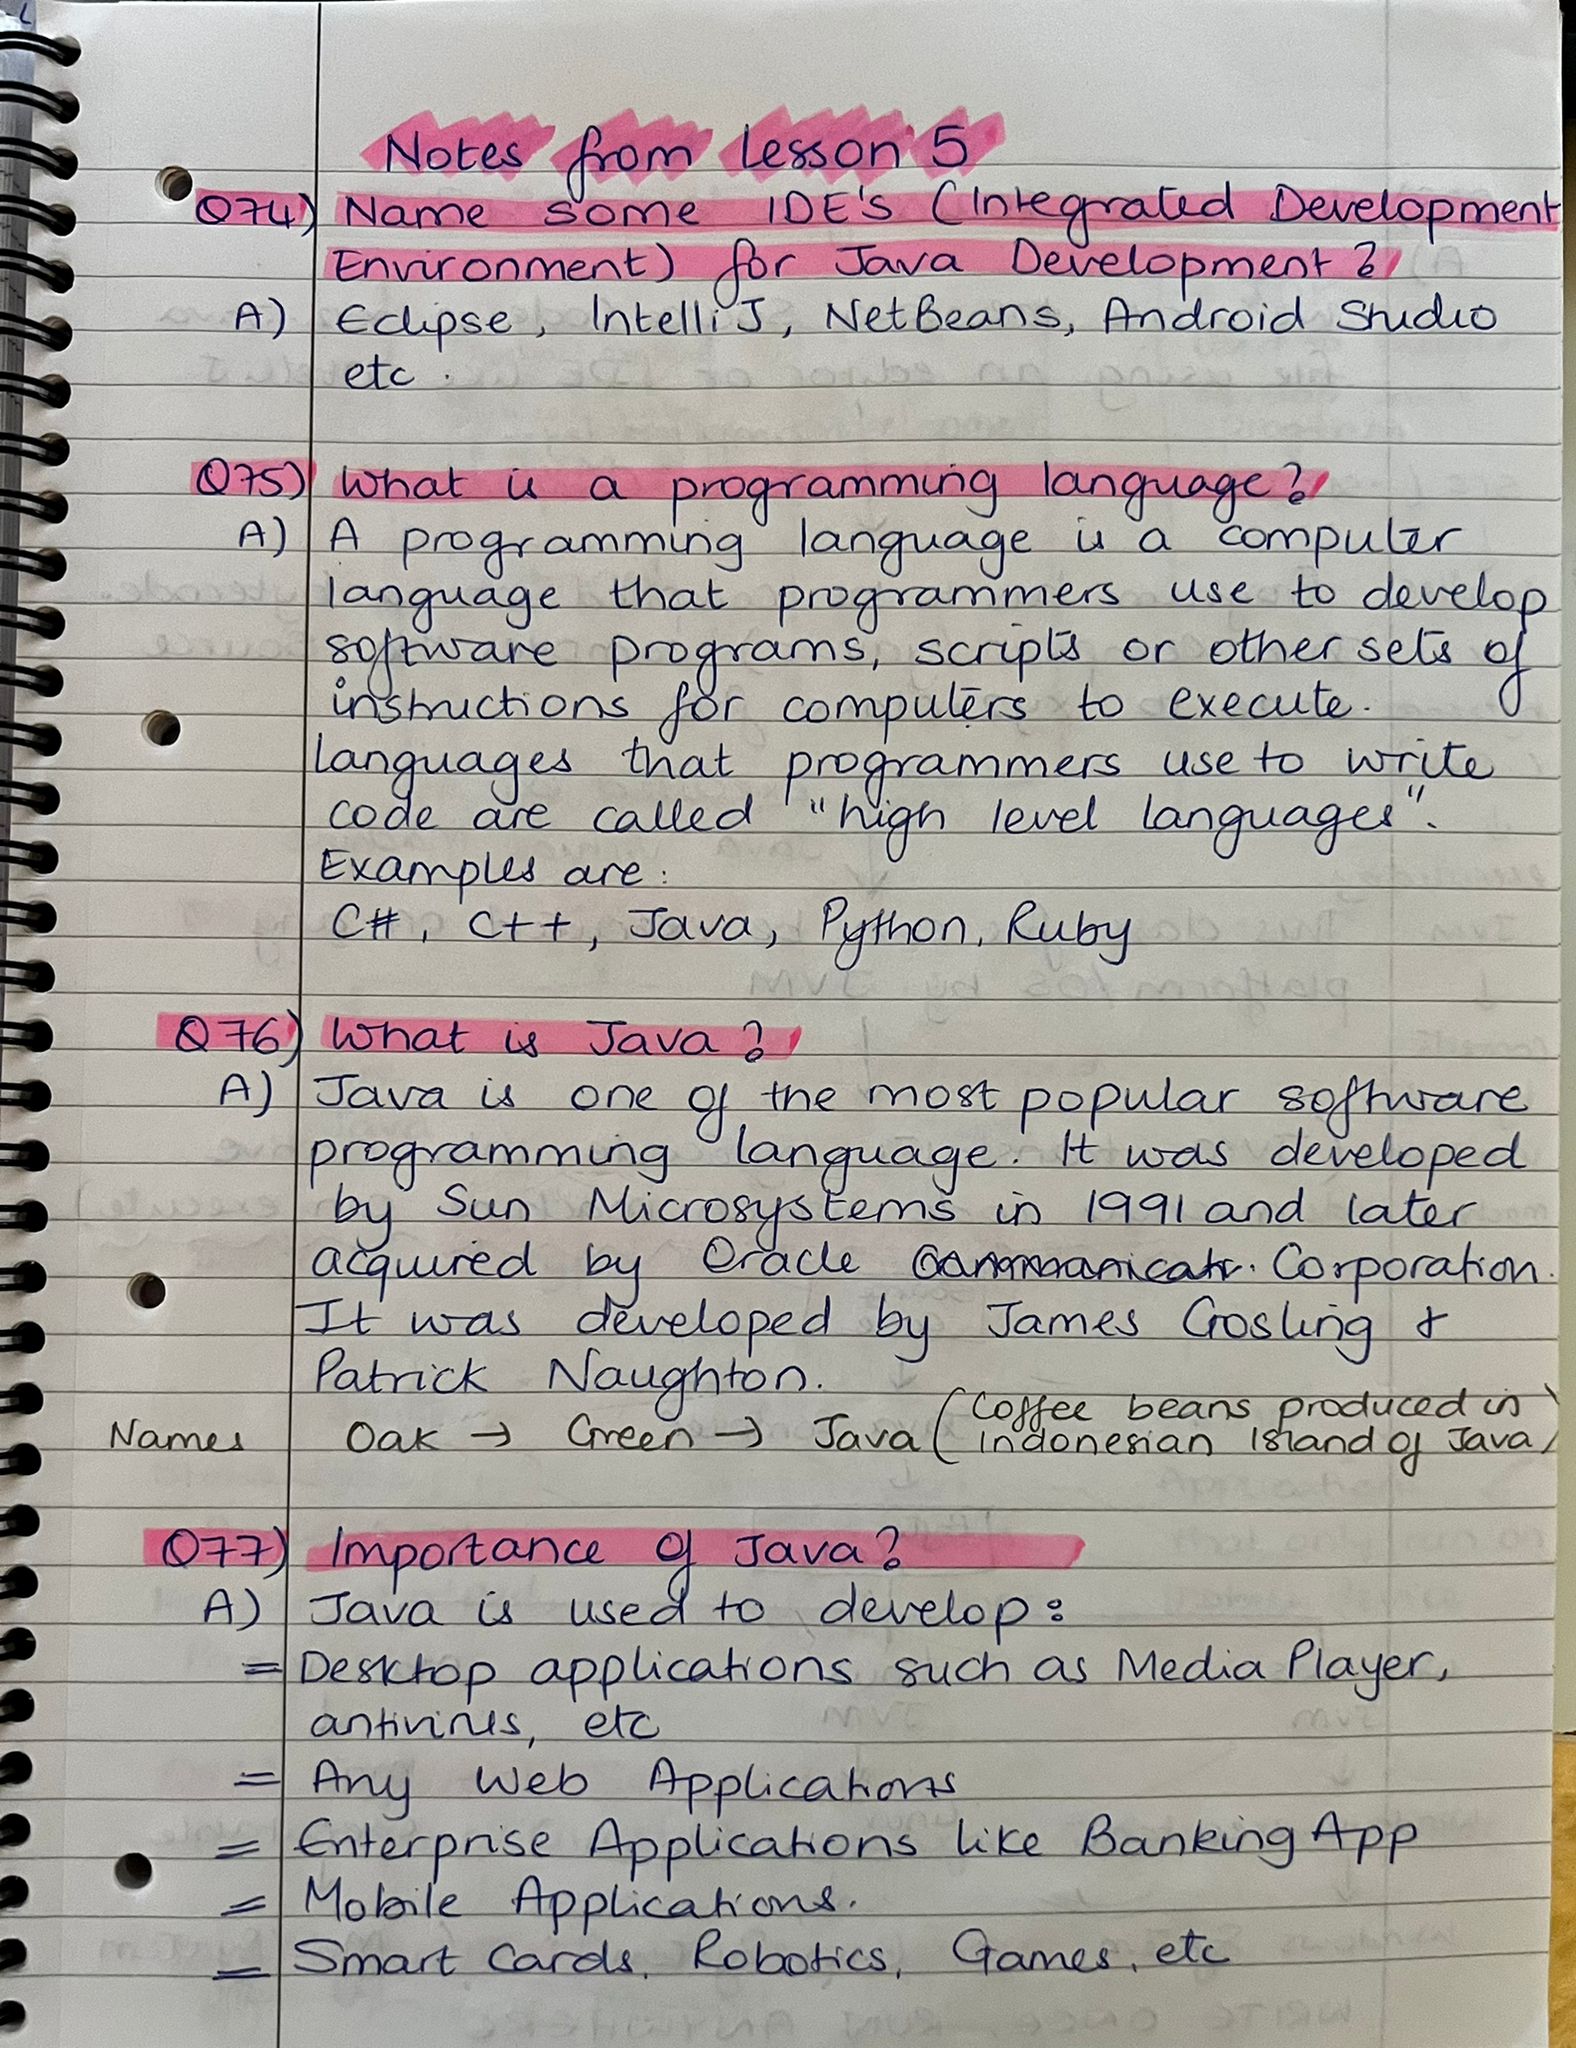 Notes from Lesson 5
Q74) Name some IDE's (Integrated Development
Environment) for Java Development?
A) Eclipse, IntelliJ, NetBeans, Android Studio
etc.
Q75) What is a programming language?
A) A programming language is a computer
language that programmers use to develop
software programs, scripts or other sets of
instructions for computers to execute.
Languages that programmers use to write
code are called "high level languages".
Examples are:
C#, C++, Java, Python, Ruby
Q76) What is Java?
A) Java is one of the most popular software
programming language. It was developed
by Sun Microsystems in 1991 and later
acquired by Oracle Corporation.
It was developed by James Gosling &
Patrick Naughton.
Names Oak → Green → Java (Coffee beans produced in
Indonesian Island of Java)
Q77) Importance of Java?
A) Java is used to develop:
= Desktop applications such as Media Player,
antivirus, etc
= Any Web Applications
= Enterprise Applications like Banking App
= Mobile Applications.
= Smart Cards, Robotics, Games, etc